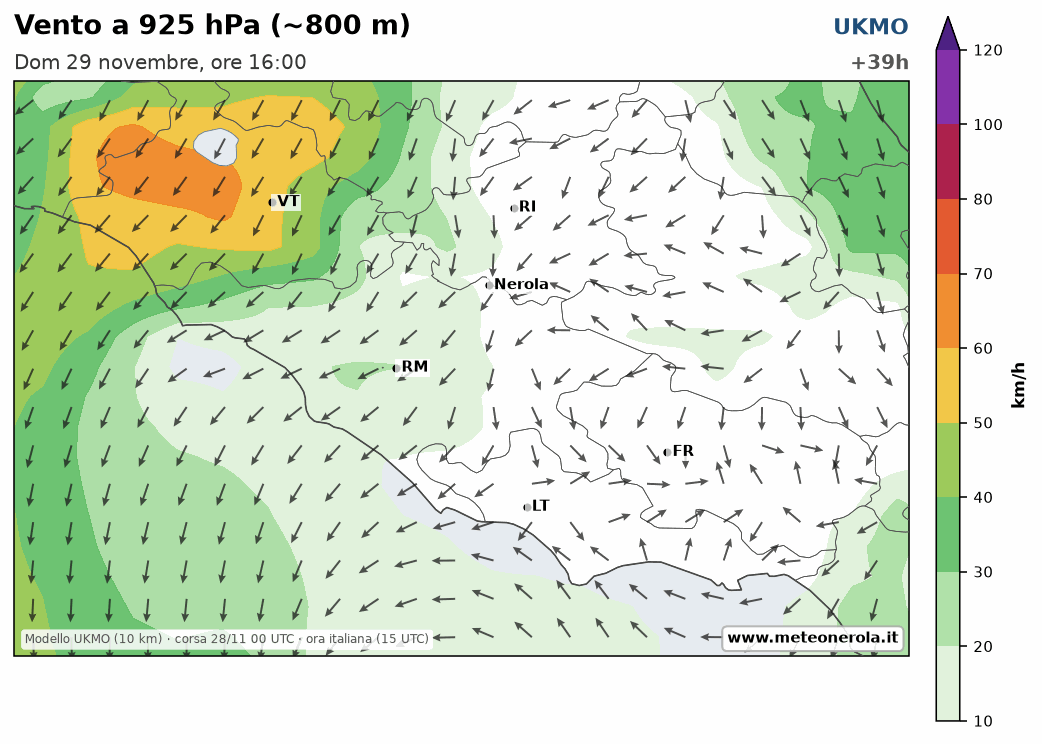 Vento a 925 hPa (~800 m)
UKMO
Dom 29 novembre, ore 16:00
+39h
VT
RI
Nerola
RM
FR
LT
120
100
80
70
60
50
40
30
20
10
km/h
Modello UKMO (10 km) · corsa 28/11 00 UTC · ora italiana (15 UTC)
www.meteonerola.it